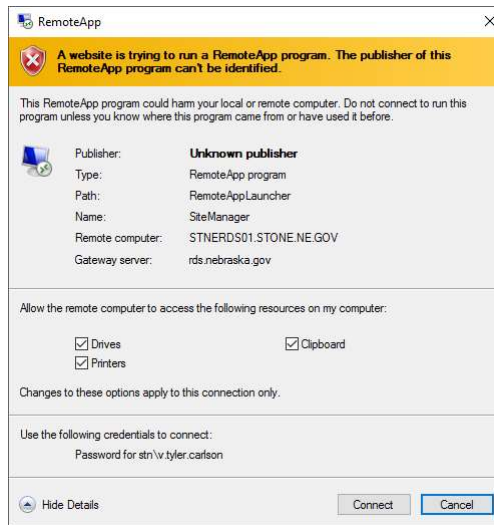 RemoteApp
A website is trying to run a RemoteApp program. The publisher of this
RemoteApp program can't be identified.
This RemoteApp program could harm your local or remote computer. Do not connect to run this
program unless you know where this program came from or have used it before.
Publisher: Unknown publisher
Type: RemoteApp program
Path: RemoteAppLauncher
Name: SiteManager
Remote computer: STNERDS01.STONE.NE.GOV
Gateway server: rds.nebraska.gov
Allow the remote computer to access the following resources on my computer:
Drives Clipboard
Printers
Changes to these options apply to this connection only.
Use the following credentials to connect:
Password for stn\v.tyler.carlson
Hide Details Connect Cancel